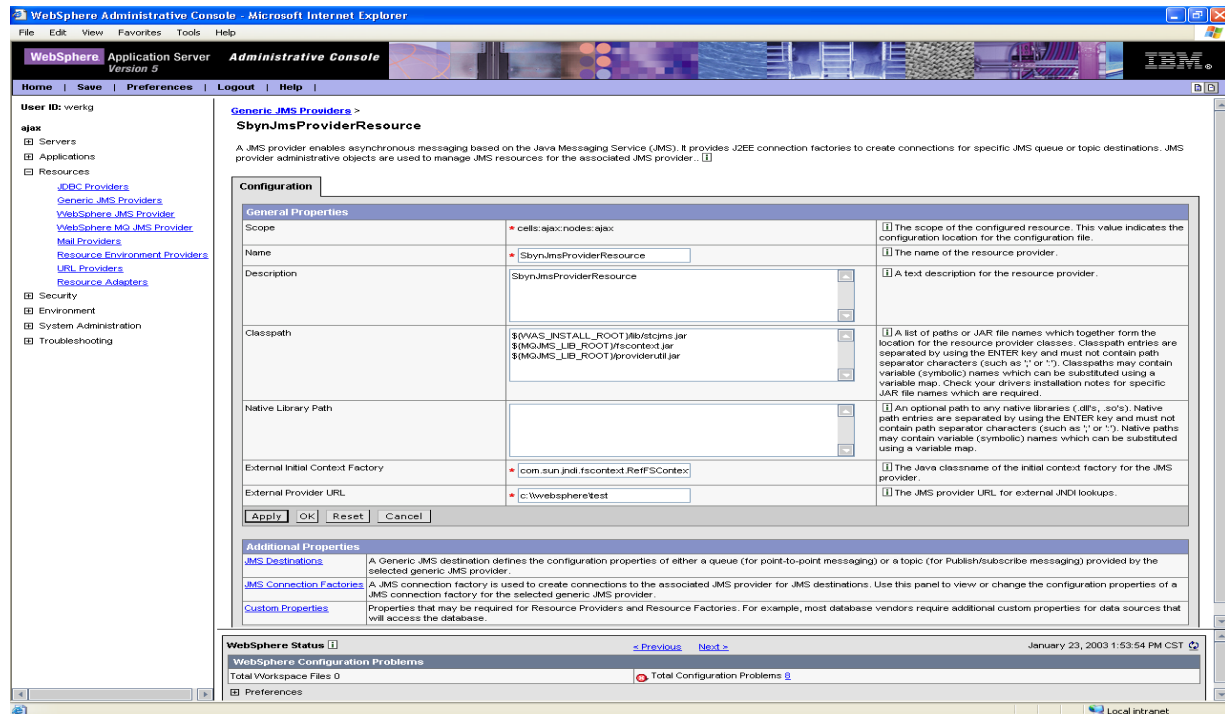 WebSphere Administrative Console - Microsoft Internet Explorer
File Edit View Favorites Tools Help
WebSphere Application Server Administrative Console
Version 5
IBM
Home | Save | Preferences | Logout | Help |
User ID: werkg
ajax
Servers
Applications
Resources
JDBC Providers
Generic JMS Providers
WebSphere JMS Provider
WebSphere MQ JMS Provider
Mail Providers
Resource Environment Providers
URL Providers
Resource Adapters
Security
Environment
System Administration
Troubleshooting
Generic JMS Providers >
SbynJmsProviderResource
A JMS provider enables asynchronous messaging based on the Java Messaging Service (JMS). It provides J2EE connection factories to create connections for specific JMS queue or topic destinations. JMS
provider administrative objects are used to manage JMS resources for the associated JMS provider.. i
Configuration
General Properties
Scope * cells:ajax:nodes:ajax i The scope of the configured resource. This value indicates the
configuration location for the configuration file.
Name * SbynJmsProviderResource i The name of the resource provider.
Description SbynJmsProviderResource i A text description for the resource provider.
Classpath
$(WAS_INSTALL_ROOT)/lib/stcjms.jar
$(MQJMS_LIB_ROOT)/fscontext.jar
$(MQJMS_LIB_ROOT)/providerutil.jar
i A list of paths or JAR file names which together form the
location for the resource provider classes. Classpath entries are
separated by using the ENTER key and must not contain path
separator characters (such as ';' or ':'). Classpaths may contain
variable (symbolic) names which can be substituted using a
variable map. Check your drivers installation notes for specific
JAR file names which are required.
Native Library Path
i An optional path to any native libraries (.dll's, .so's). Native
path entries are separated by using the ENTER key and must not
contain path separator characters (such as ';' or ':'). Native paths
may contain variable (symbolic) names which can be substituted
using a variable map.
External Initial Context Factory * com.sun.jndi.fscontext.RefFSContex i The Java classname of the initial context factory for the JMS
provider.
External Provider URL * c:\\websphere\test i The JMS provider URL for external JNDI lookups.
Apply OK Reset Cancel
Additional Properties
JMS Destinations A Generic JMS destination defines the configuration properties of either a queue (for point-to-point messaging) or a topic (for Publish/subscribe messaging) provided by the
selected generic JMS provider.
JMS Connection Factories A JMS connection factory is used to create connections to the associated JMS provider for JMS destinations. Use this panel to view or change the configuration properties of a
JMS connection factory for the selected generic JMS provider.
Custom Properties Properties that may be required for Resource Providers and Resource Factories. For example, most database vendors require additional custom properties for data sources that
will access the database.
WebSphere Status i < Previous Next > January 23, 2003 1:53:54 PM CST
WebSphere Configuration Problems
Total Workspace Files 0 Total Configuration Problems 8
Preferences
Local intranet